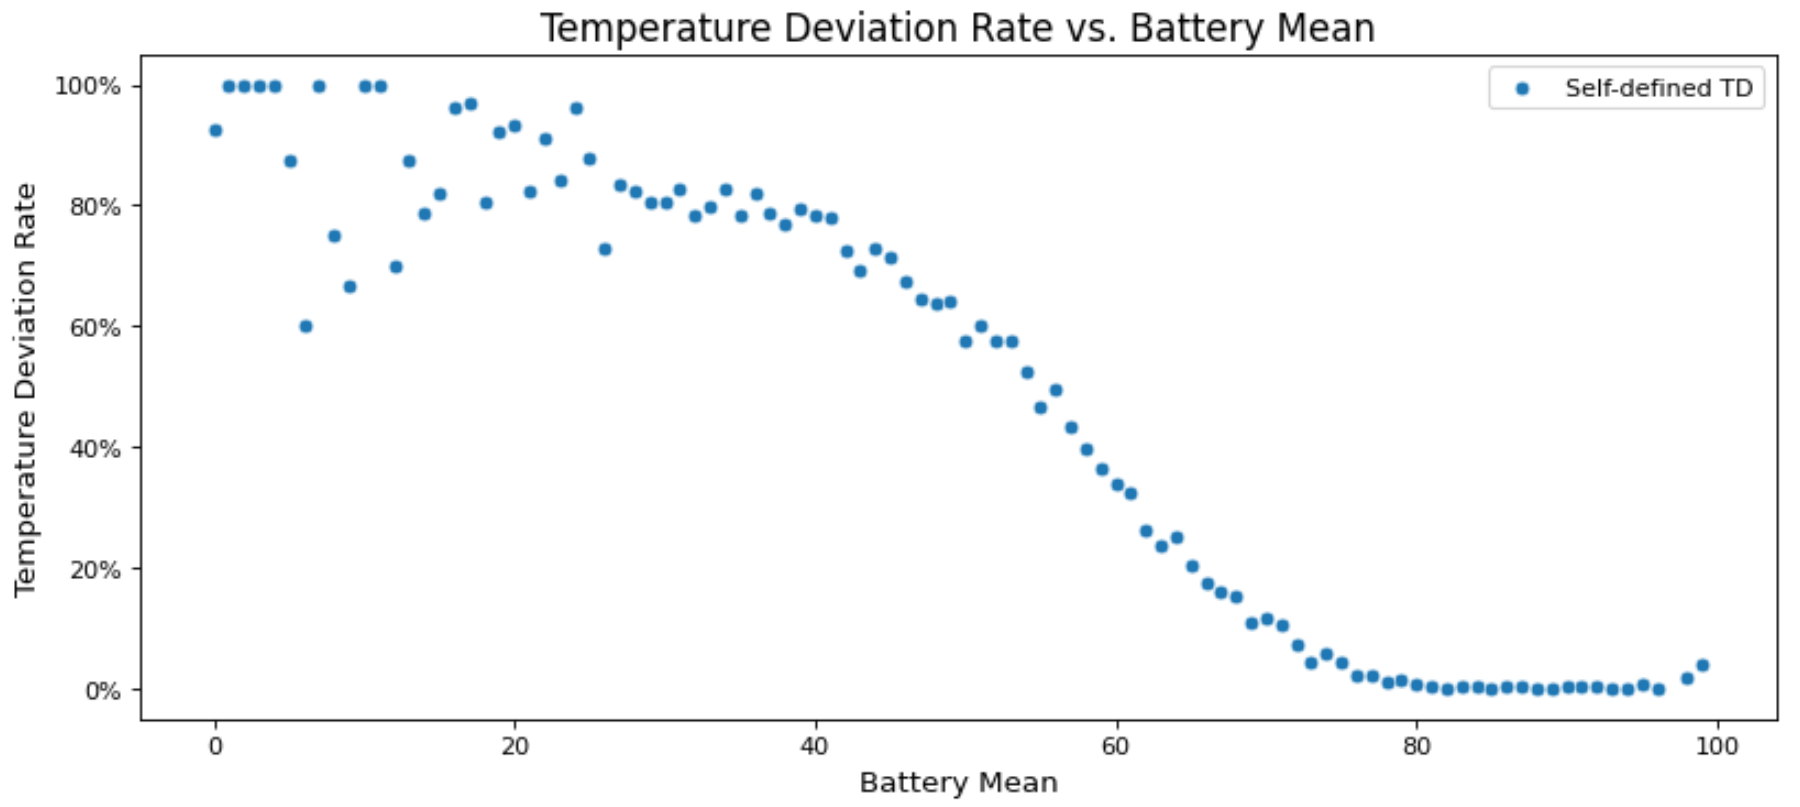 Temperature Deviation Rate vs. Battery Mean
Self-defined TD
Temperature Deviation Rate
100%
80%
60%
40%
20%
0%
0 20 40 60 80 100
Battery Mean